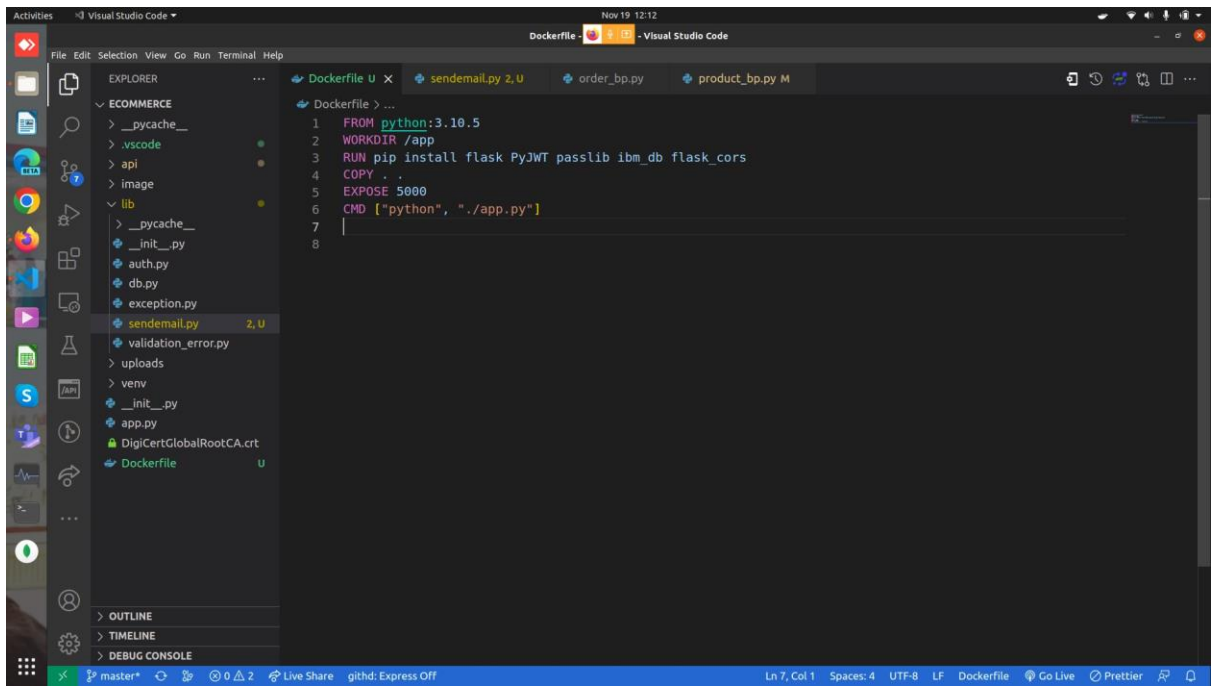 Activities
Visual Studio Code
Nov 19 12:12
Dockerfile -
- Visual Studio Code
File Edit Selection View Go Run Terminal Help
EXPLORER
Dockerfile U
sendemail.py 2, U
order_bp.py
product_bp.py M
ECOMMERCE
Dockerfile > ...
> __pycache__
> .vscode
> api
> image
lib
> __pycache__
__init__.py
auth.py
db.py
exception.py
sendemail.py 2, U
validation_error.py
> uploads
> venv
__init__.py
app.py
DigiCertGlobalRootCA.crt
Dockerfile U
1 FROM python:3.10.5
2 WORKDIR /app
3 RUN pip install flask PyJWT passlib ibm_db flask_cors
4 COPY . .
5 EXPOSE 5000
6 CMD ["python", "./app.py"]
7
8
BETA
7
/API
> OUTLINE
> TIMELINE
> DEBUG CONSOLE
master*
0
2
Live Share
githd: Express Off
Ln 7, Col 1
Spaces: 4
UTF-8
LF
Dockerfile
Go Live
Prettier